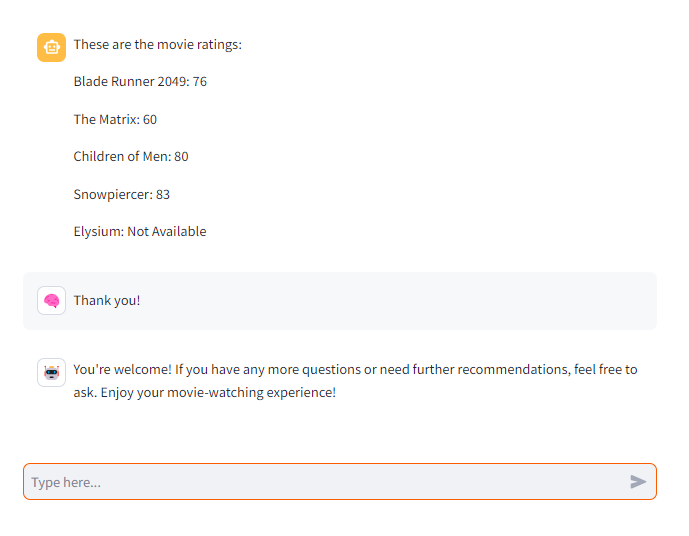 These are the movie ratings:
Blade Runner 2049: 76
The Matrix: 60
Children of Men: 80
Snowpiercer: 83
Elysium: Not Available
Thank you!
You're welcome! If you have any more questions or need further recommendations, feel free to
ask. Enjoy your movie-watching experience!
Type here...